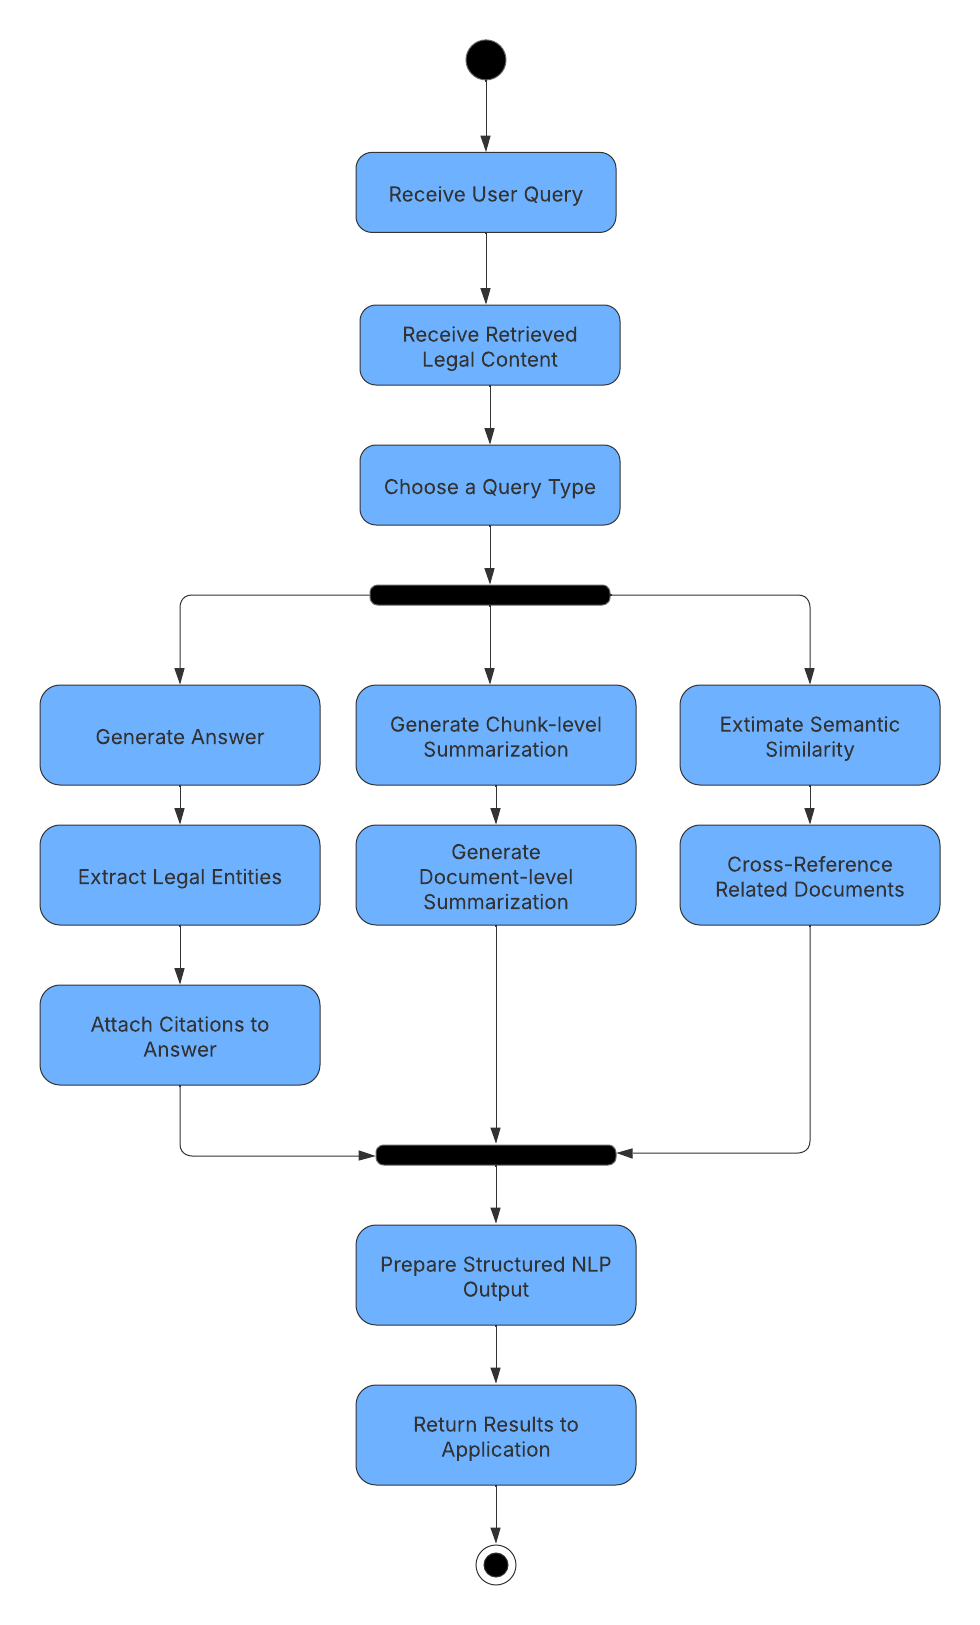 Receive User Query
Receive Retrieved
Legal Content
Choose a Query Type
Generate Answer
Generate Chunk-level
Summarization
Extimate Semantic
Similarity
Extract Legal Entities
Generate
Document-level
Summarization
Cross-Reference
Related Documents
Attach Citations to
Answer
Prepare Structured NLP
Output
Return Results to
Application